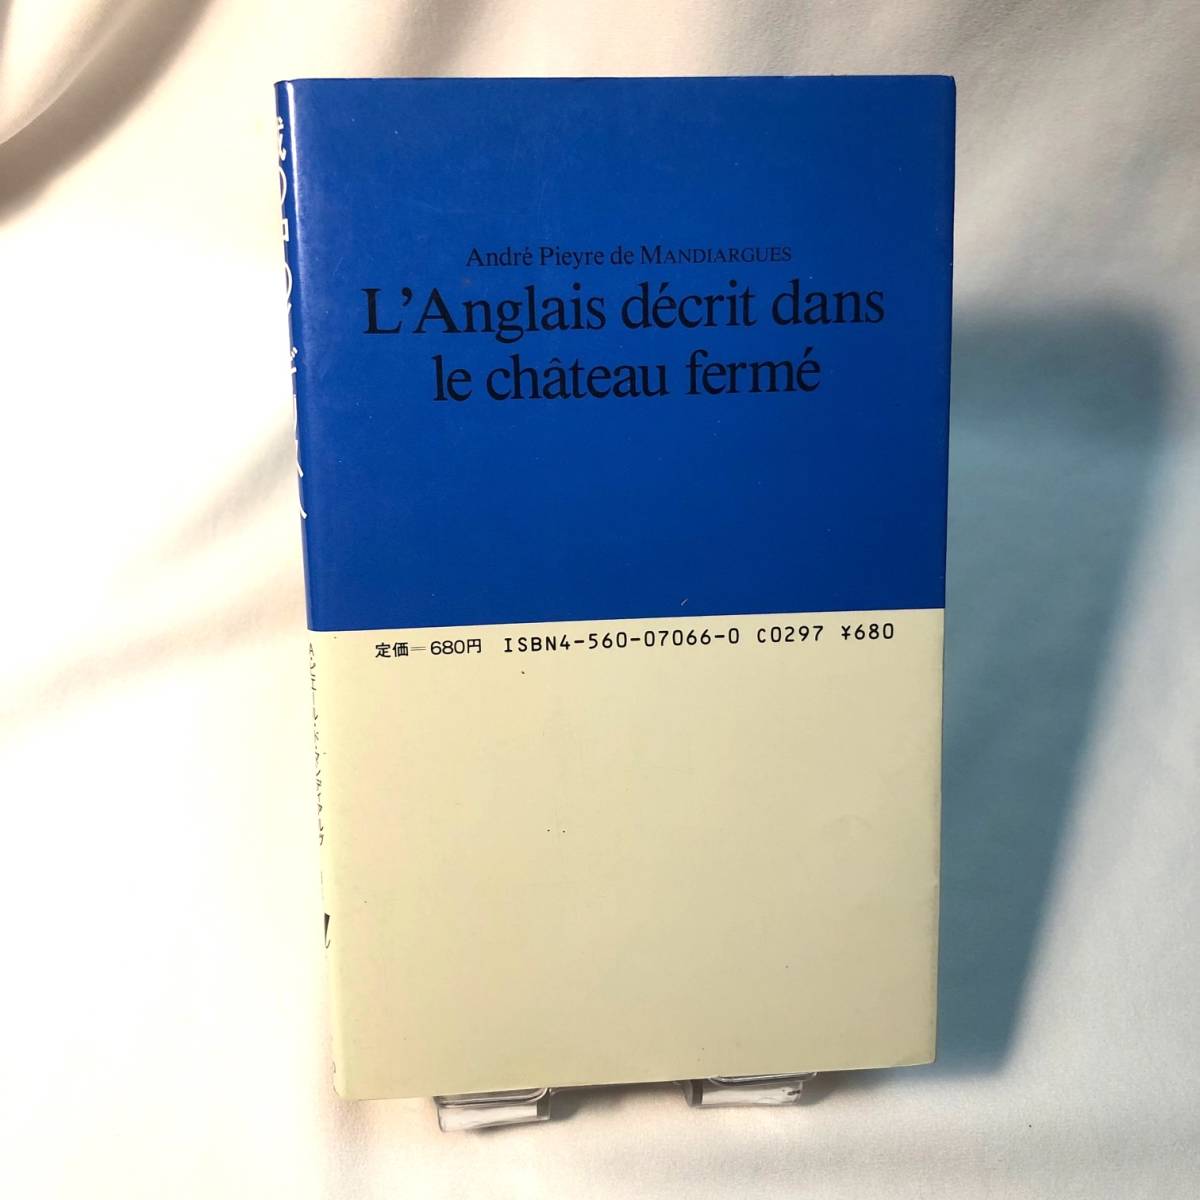 André Pieyre de MANDIARGUES
L'Anglais décrit dans
le château fermé
定価=680円 ISBN4-560-07066-0 C0297 ¥680